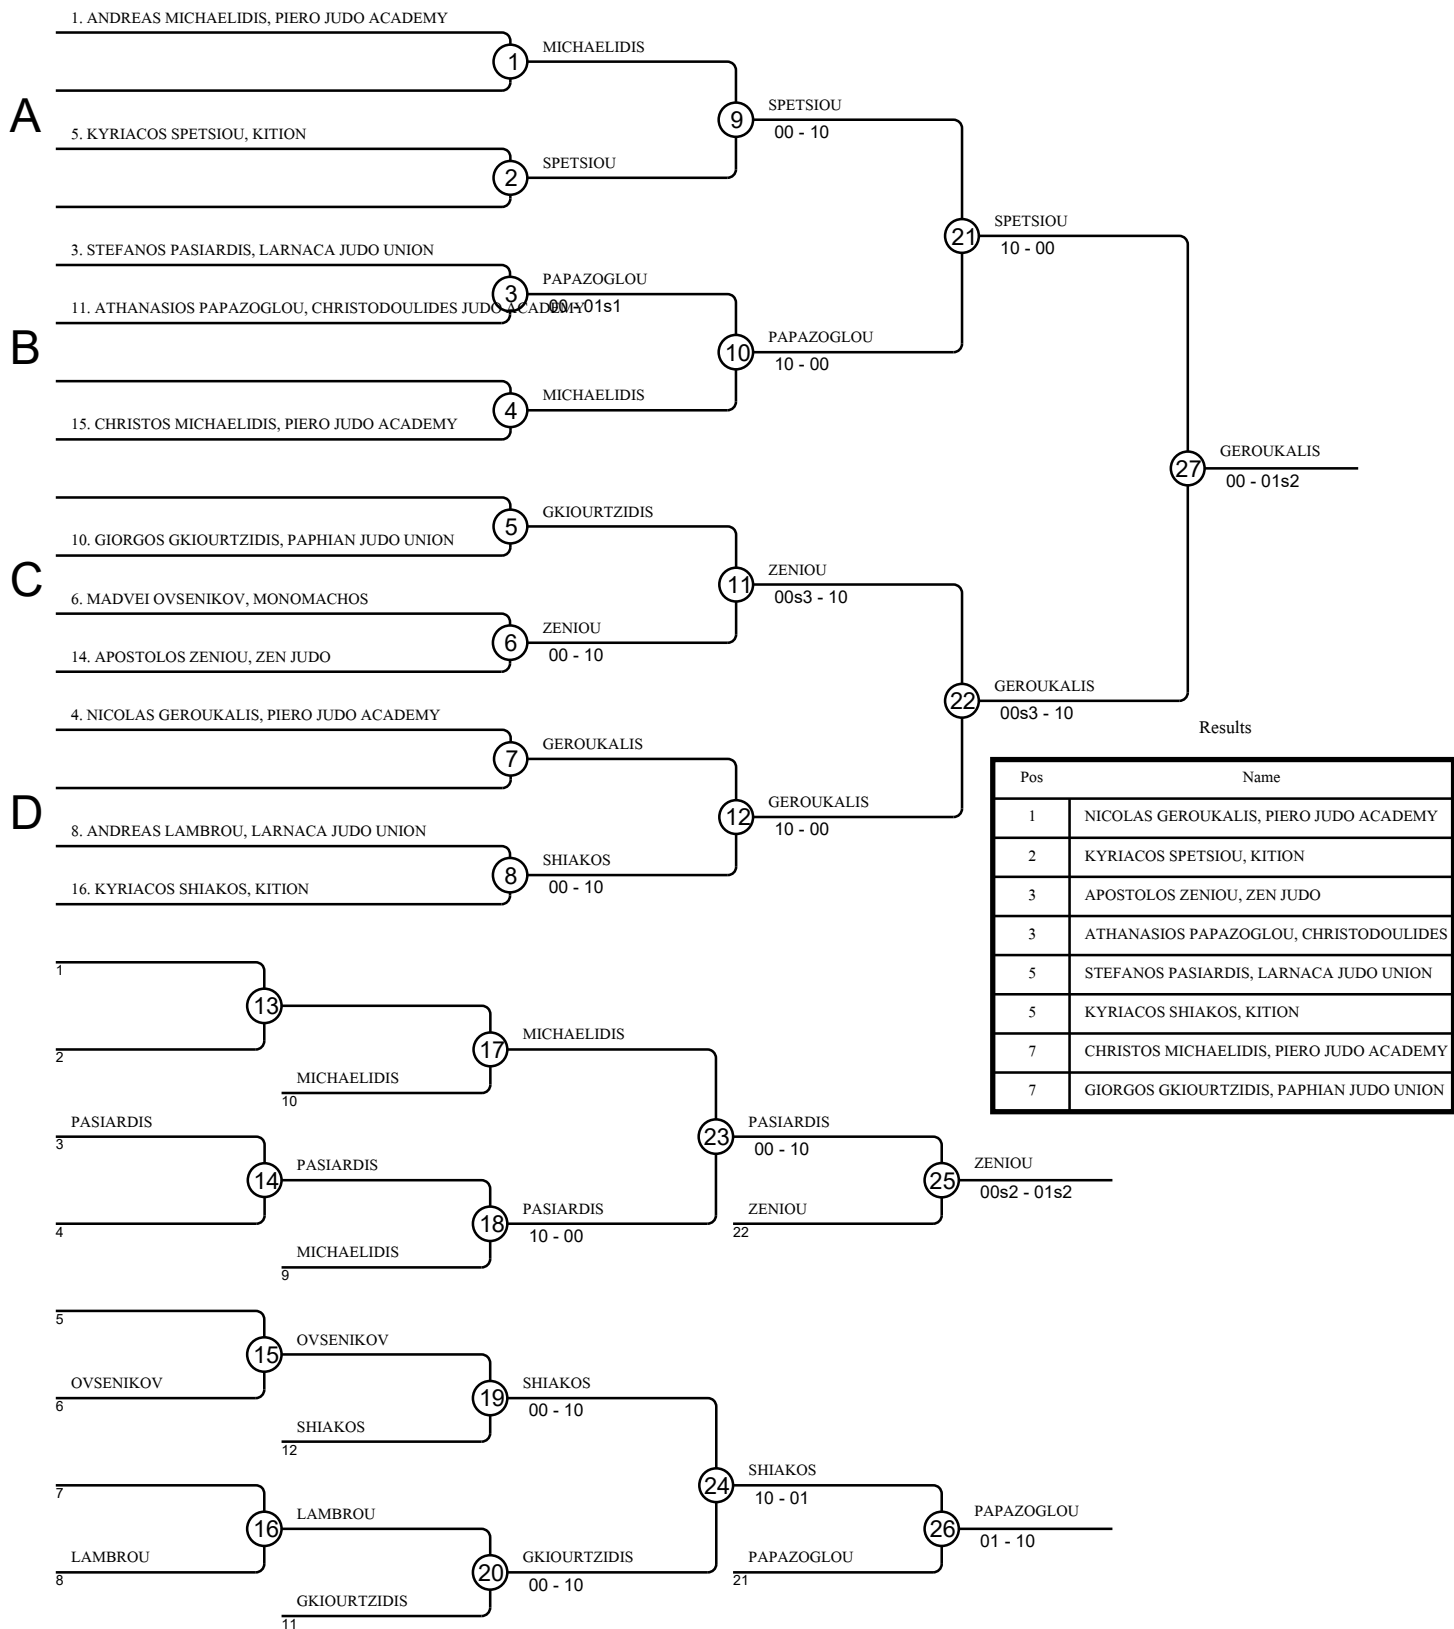 1. ANDREAS MICHAELIDIS, PIERO JUDO ACADEMY
1
MICHAELIDIS
A
9
SPETSIOU
00 - 10
5. KYRIACOS SPETSIOU, KITION
2
SPETSIOU
21
SPETSIOU
10 - 00
3. STEFANOS PASIARDIS, LARNACA JUDO UNION
3
PAPAZOGLOU
00 - 01s1
11. ATHANASIOS PAPAZOGLOU, CHRISTODOULIDES JUDO ACADEMY
B
10
PAPAZOGLOU
10 - 00
4
MICHAELIDIS
15. CHRISTOS MICHAELIDIS, PIERO JUDO ACADEMY
27
GEROUKALIS
00 - 01s2
5
GKIOURTZIDIS
10. GIORGOS GKIOURTZIDIS, PAPHIAN JUDO UNION
C
11
ZENIOU
00s3 - 10
6. MADVEI OVSENIKOV, MONOMACHOS
6
ZENIOU
00 - 10
14. APOSTOLOS ZENIOU, ZEN JUDO
22
GEROUKALIS
00s3 - 10
4. NICOLAS GEROUKALIS, PIERO JUDO ACADEMY
7
GEROUKALIS
D
12
GEROUKALIS
10 - 00
8. ANDREAS LAMBROU, LARNACA JUDO UNION
8
SHIAKOS
00 - 10
16. KYRIACOS SHIAKOS, KITION
Results
Pos Name
1 NICOLAS GEROUKALIS, PIERO JUDO ACADEMY
2 KYRIACOS SPETSIOU, KITION
3 APOSTOLOS ZENIOU, ZEN JUDO
3 ATHANASIOS PAPAZOGLOU, CHRISTODOULIDES
5 STEFANOS PASIARDIS, LARNACA JUDO UNION
5 KYRIACOS SHIAKOS, KITION
7 CHRISTOS MICHAELIDIS, PIERO JUDO ACADEMY
7 GIORGOS GKIOURTZIDIS, PAPHIAN JUDO UNION
1
13
2
17
MICHAELIDIS
MICHAELIDIS
10
PASIARDIS
3
23
PASIARDIS
00 - 10
14
PASIARDIS
4
18
PASIARDIS
10 - 00
MICHAELIDIS
9
25
ZENIOU
00s2 - 01s2
ZENIOU
22
5
15
OVSENIKOV
OVSENIKOV
6
19
SHIAKOS
00 - 10
SHIAKOS
12
7
24
SHIAKOS
10 - 01
16
LAMBROU
LAMBROU
8
20
GKIOURTZIDIS
00 - 10
GKIOURTZIDIS
11
26
PAPAZOGLOU
01 - 10
PAPAZOGLOU
21